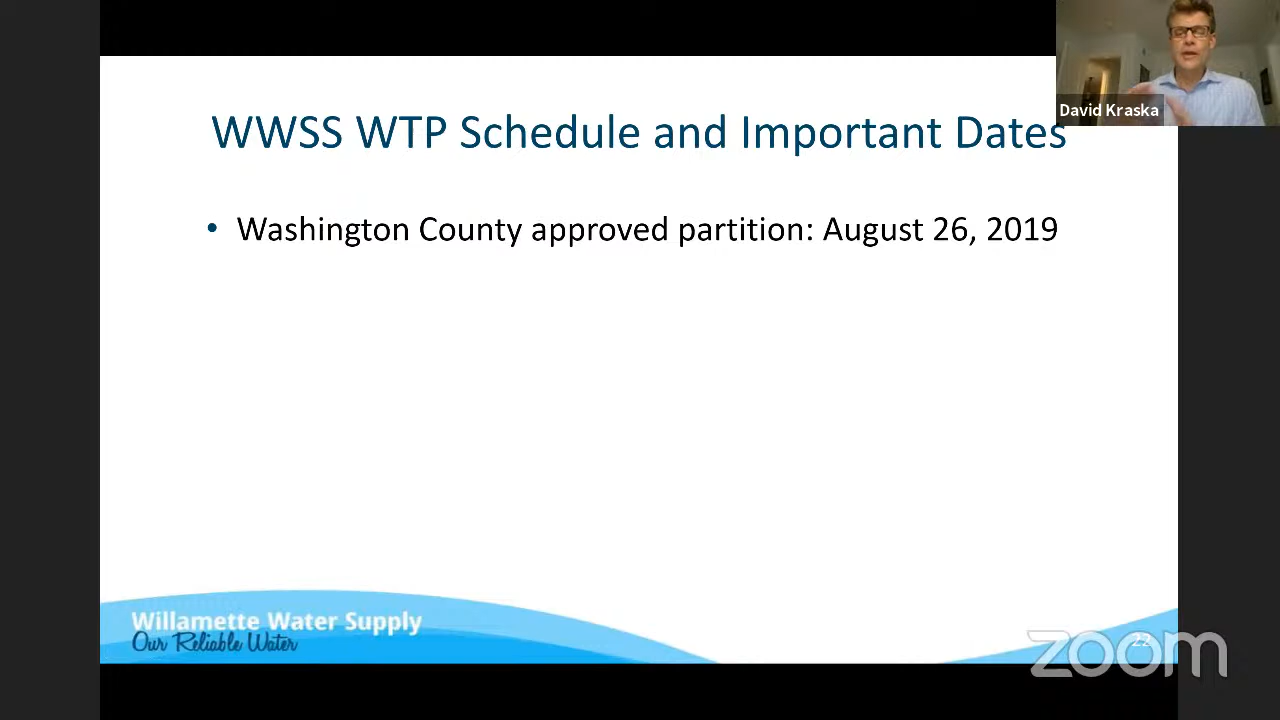 David Kraska
WWSS WTP Schedule and Important Dates
• Washington County approved partition: August 26, 2019
Willamette Water Supply
Our Reliable Water
22
zoom